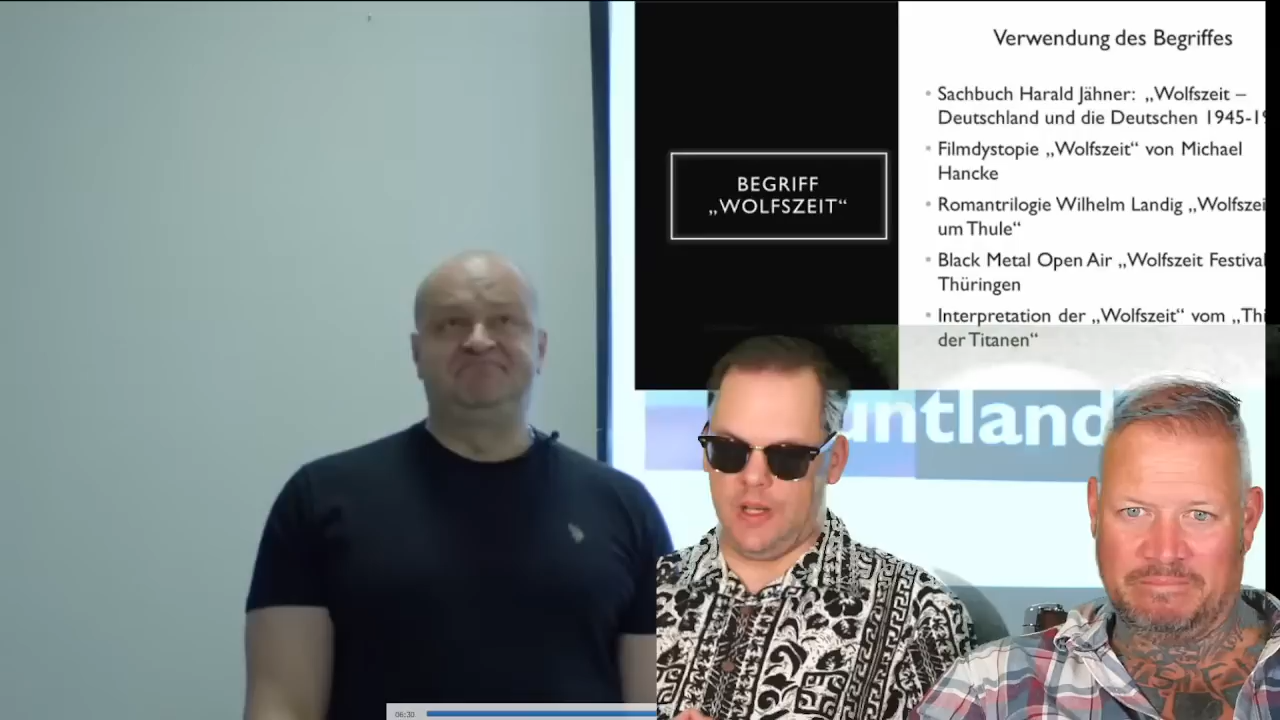 Verwendung des Begriffes
BEGRIFF
„WOLFSZEIT“
Sachbuch Harald Jähner: „Wolfszeit –
Deutschland und die Deutschen 1945-1
Filmdystopie „Wolfszeit“ von Michael
Hancke
Romantrilogie Wilhelm Landig „Wolfszei
um Thule“
Black Metal Open Air „Wolfszeit Festival
Thüringen
Interpretation der „Wolfszeit“ vom „Thi
der Titanen“
untland
06:30